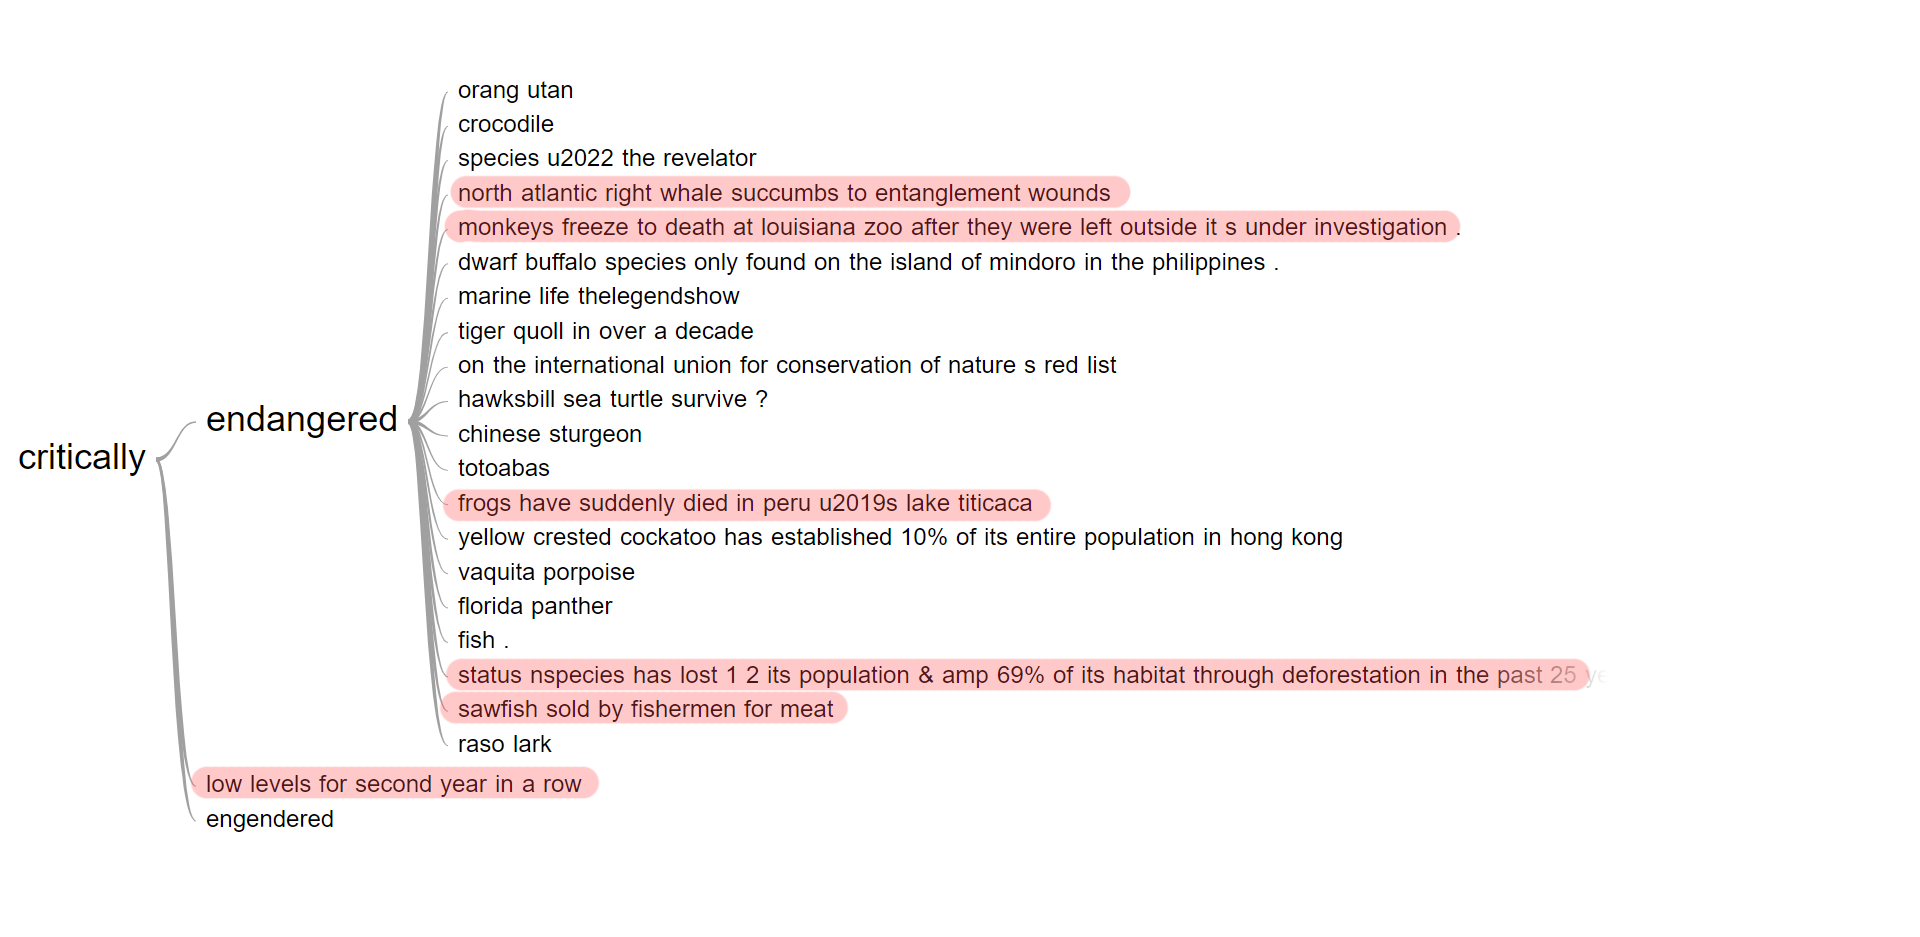 critically
endangered
orang utan
crocodile
species u2022 the revelator
north atlantic right whale succumbs to entanglement wounds
monkeys freeze to death at louisiana zoo after they were left outside it s under investigation .
dwarf buffalo species only found on the island of mindoro in the philippines .
marine life thelegendshow
tiger quoll in over a decade
on the international union for conservation of nature s red list
hawksbill sea turtle survive ?
chinese sturgeon
totoabas
frogs have suddenly died in peru u2019s lake titicaca
yellow crested cockatoo has established 10% of its entire population in hong kong
vaquita porpoise
florida panther
fish .
status nspecies has lost 1 2 its population & amp 69% of its habitat through deforestation in the past 25 ye
sawfish sold by fishermen for meat
raso lark
low levels for second year in a row
engendered